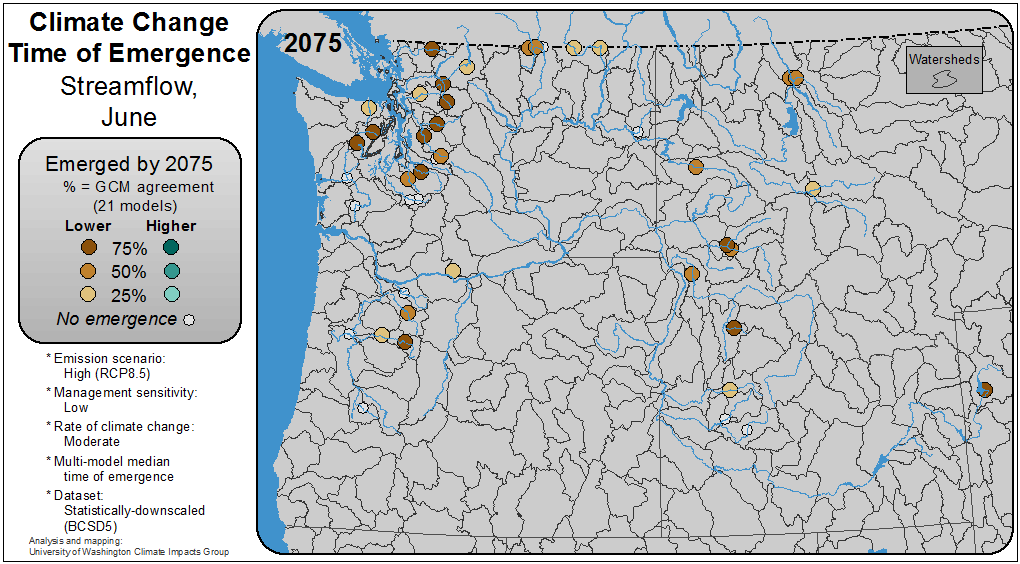 Climate Change
Time of Emergence
Streamflow,
June
Emerged by 2075
% = GCM agreement
(21 models)
Lower Higher
75%
50%
25%
No emergence
* Emission scenario:
High (RCP8.5)
* Management sensitivity:
Low
* Rate of climate change:
Moderate
* Multi-model median
time of emergence
* Dataset:
Statistically-downscaled
(BCSD5)
Analysis and mapping:
University of Washington Climate Impacts Group
2075
Watersheds